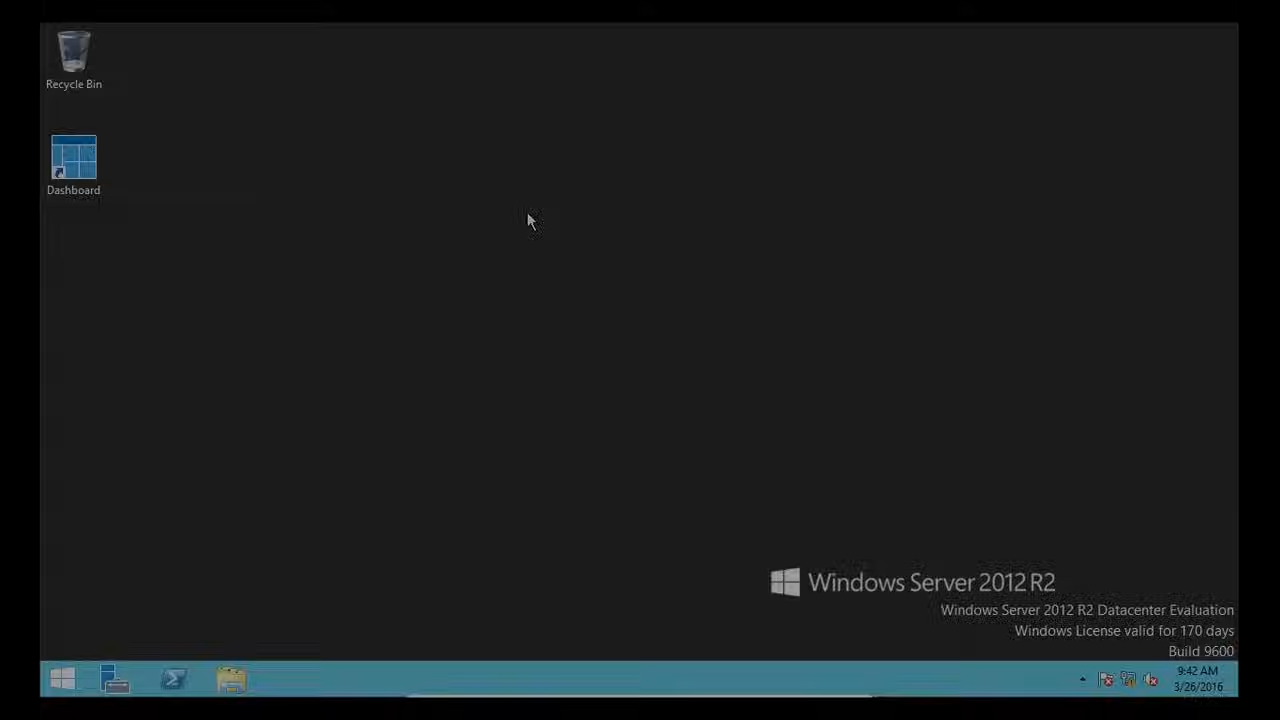 Recycle Bin
Dashboard
Windows Server 2012 R2
Windows Server 2012 R2 Datacenter Evaluation
Windows License valid for 170 days
Build 9600
9:42 AM
3/26/2016